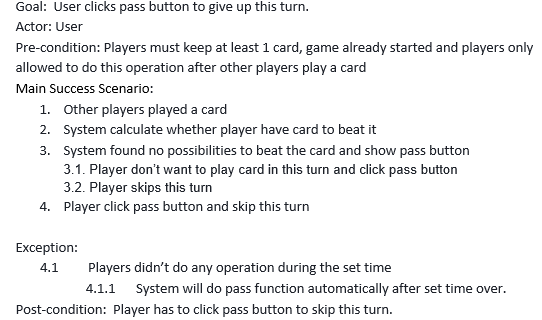 Goal:  User clicks pass button to give up this turn.
Actor: User
Pre-condition: Players must keep at least 1 card, game already started and players only
allowed to do this operation after other players play a card
Main Success Scenario:
1. Other players played a card
2. System calculate whether player have card to beat it
3. System found no possibilities to beat the card and show pass button
3.1. Player don't want to play card in this turn and click pass button
3.2. Player skips this turn
4. Player click pass button and skip this turn
Exception:
4.1 Players didn't do any operation during the set time
4.1.1 System will do pass function automatically after set time over.
Post-condition:  Player has to click pass button to skip this turn.